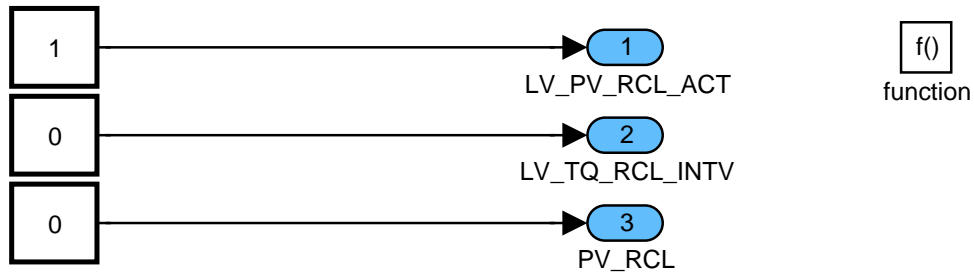 1
1
LV_PV_RCL_ACT
f()
function
0
2
LV_TQ_RCL_INTV
0
3
PV_RCL